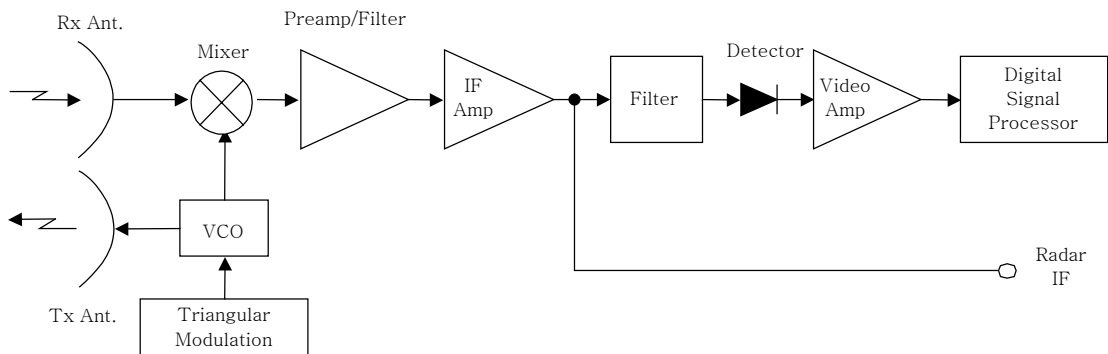 Rx Ant.
Mixer
Preamp/Filter
IF
Amp
Filter
Detector
Video
Amp
Digital
Signal
Processor
VCO
Tx Ant.
Triangular
Modulation
Radar
IF